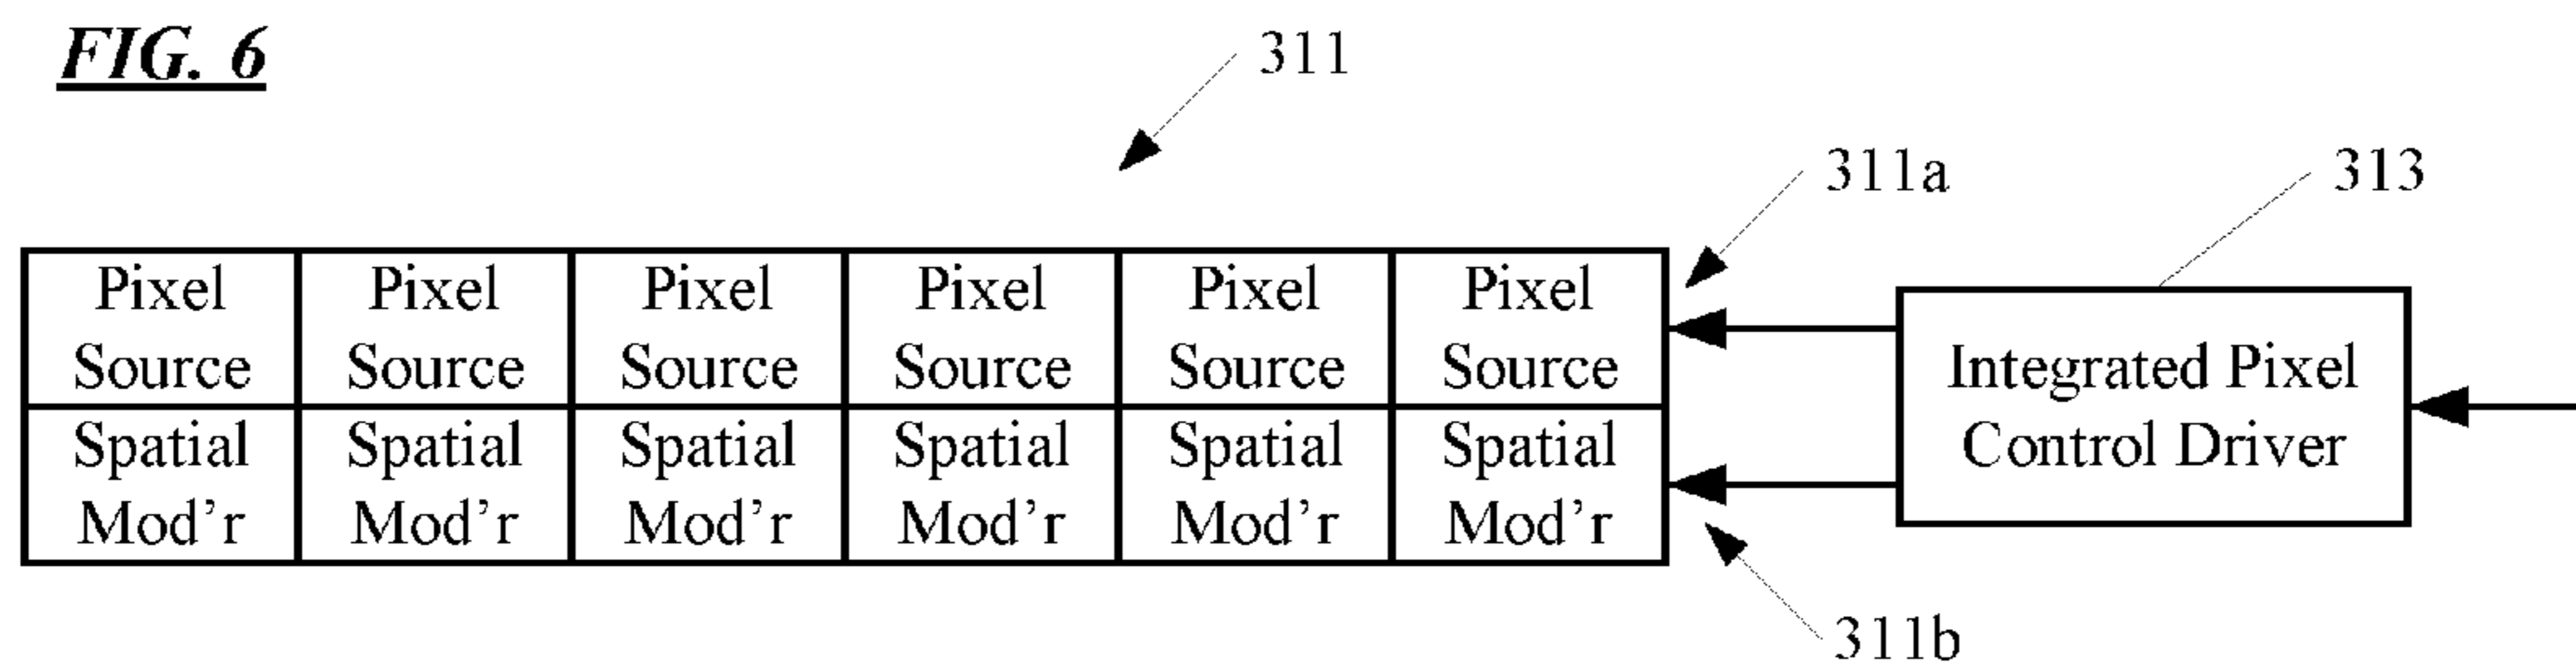 FIG. 6
311
311a
313
Pixel Pixel Pixel Pixel Pixel Pixel
Source Source Source Source Source Source
Spatial Spatial Spatial Spatial Spatial Spatial
Mod’r Mod’r Mod’r Mod’r Mod’r Mod’r
Integrated Pixel
Control Driver
311b